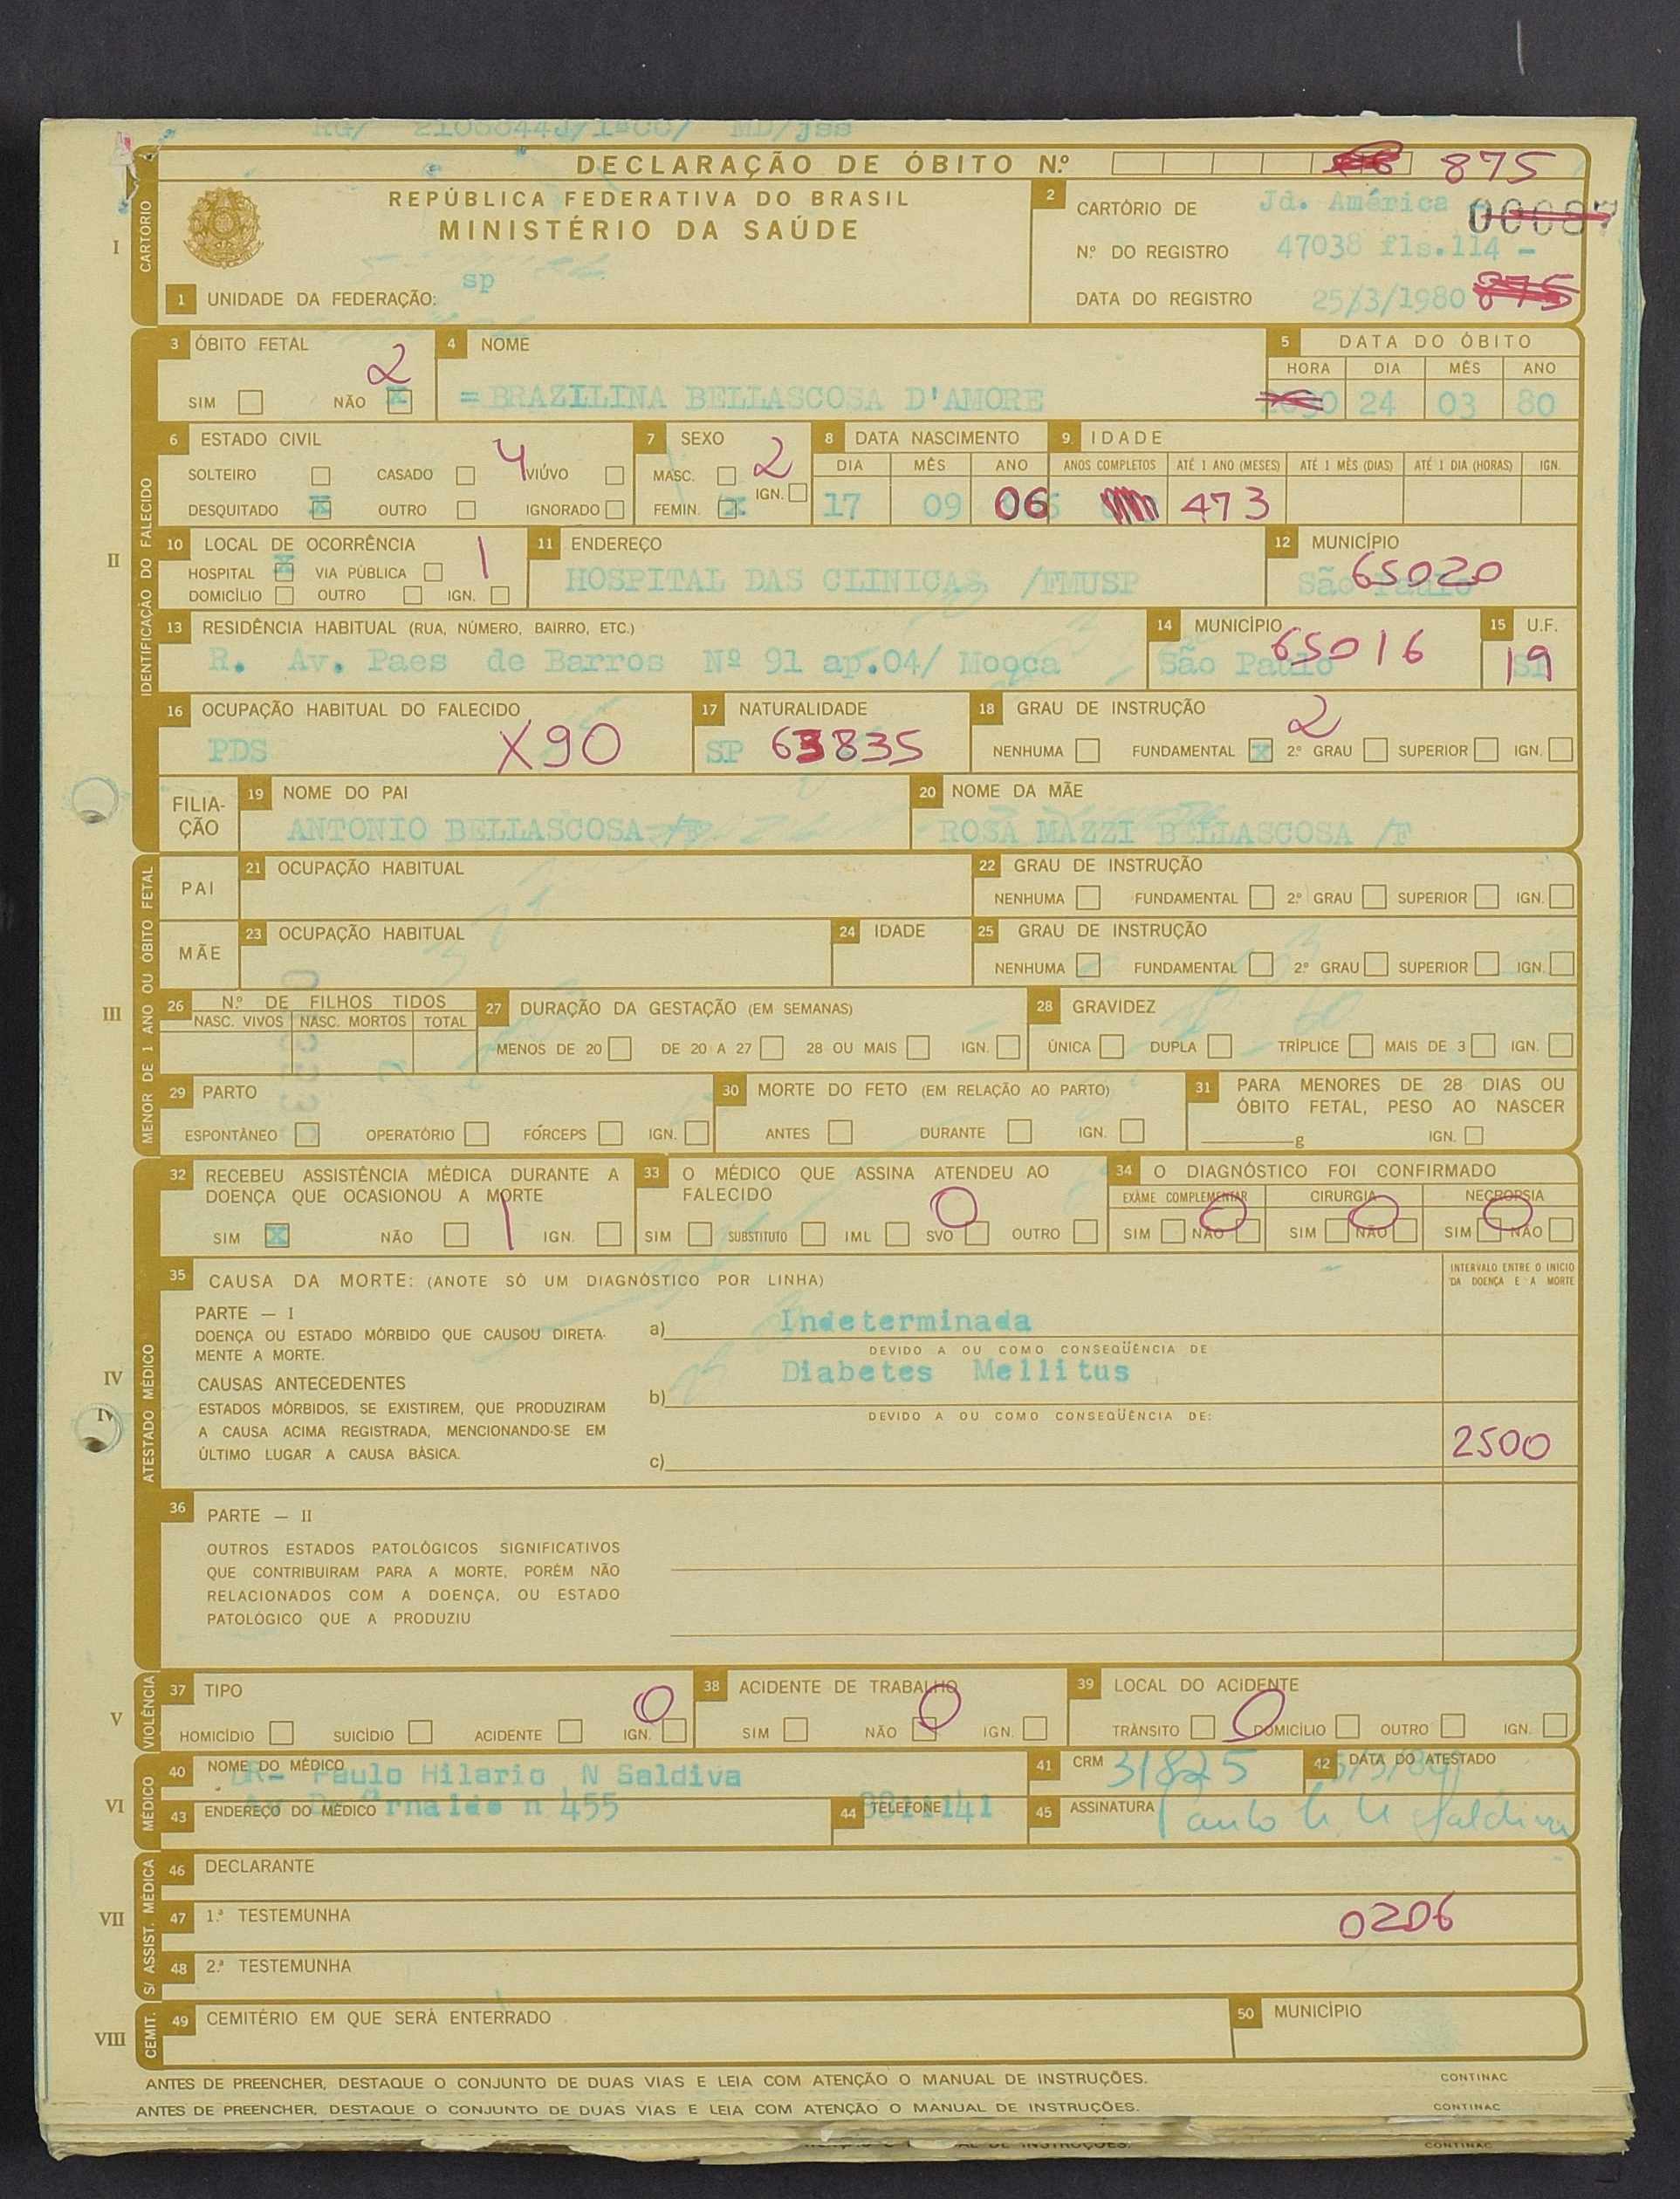 DECLARAÇÃO DE ÓBITO N.º 875
REPÚBLICA FEDERATIVA DO BRASIL
MINISTÉRIO DA SAÚDE
I
CARTÓRIO
1 UNIDADE DA FEDERAÇÃO: sp
2 CARTÓRIO DE Jd. América
Nº DO REGISTRO 47038 fls.114 -
DATA DO REGISTRO 25/3/1980 875
3 ÓBITO FETAL 2
SIM NÃO X
4 NOME
= BRAZILINA BELLASCOSA D'AMORE
5 DATA DO ÓBITO
HORA DIA MÊS ANO
24 03 80
II
IDENTIFICAÇÃO DO FALECIDO
6 ESTADO CIVIL 4
SOLTEIRO CASADO VIÚVO
DESQUITADO X OUTRO IGNORADO
7 SEXO 2
MASC. IGN.
FEMIN. X
8 DATA NASCIMENTO
DIA MÊS ANO
17 09 06
9 IDADE
ANOS COMPLETOS ATÉ 1 ANO (MESES) ATÉ 1 MÊS (DIAS) ATÉ 1 DIA (HORAS) IGN.
473
10 LOCAL DE OCORRÊNCIA 1
HOSPITAL X VIA PÚBLICA
DOMICÍLIO OUTRO IGN.
11 ENDEREÇO
HOSPITAL DAS CLINICAS /FMUSP
12 MUNICÍPIO
São Paulo 65020
13 RESIDÊNCIA HABITUAL (RUA, NÚMERO, BAIRRO, ETC.)
R. Av. Paes de Barros Nº 91 ap.04/ Mooca
14 MUNICÍPIO
São Paulo 65016
15 U.F.
SP 19
16 OCUPAÇÃO HABITUAL DO FALECIDO
PDS X90
17 NATURALIDADE
SP 63835
18 GRAU DE INSTRUÇÃO 2
NENHUMA FUNDAMENTAL X 2.º GRAU SUPERIOR IGN.
FILIA-
ÇÃO
19 NOME DO PAI
ANTONIO BELLASCOSA /F
20 NOME DA MÃE
ROSA MAZZI BELLASCOSA /F
III
MENOR DE 1 ANO OU ÓBITO FETAL
PAI
21 OCUPAÇÃO HABITUAL
22 GRAU DE INSTRUÇÃO
NENHUMA FUNDAMENTAL 2.º GRAU SUPERIOR IGN.
MÃE
23 OCUPAÇÃO HABITUAL
24 IDADE
25 GRAU DE INSTRUÇÃO
NENHUMA FUNDAMENTAL 2.º GRAU SUPERIOR IGN.
26 N.º DE FILHOS TIDOS
NASC. VIVOS NASC. MORTOS TOTAL
27 DURAÇÃO DA GESTAÇÃO (EM SEMANAS)
MENOS DE 20 DE 20 A 27 28 OU MAIS IGN.
28 GRAVIDEZ
ÚNICA DUPLA TRÍPLICE MAIS DE 3 IGN.
29 PARTO
ESPONTÂNEO OPERATÓRIO FÓRCEPS IGN.
30 MORTE DO FETO (EM RELAÇÃO AO PARTO)
ANTES DURANTE IGN.
31 PARA MENORES DE 28 DIAS OU
ÓBITO FETAL, PESO AO NASCER
g IGN.
IV
ATESTADO MÉDICO
32 RECEBEU ASSISTÊNCIA MÉDICA DURANTE A
DOENÇA QUE OCASIONOU A MORTE
SIM X NÃO 1 IGN.
33 O MÉDICO QUE ASSINA ATENDEU AO
FALECIDO 0
SIM SUBSTITUTO IML SVO OUTRO
34 O DIAGNÓSTICO FOI CONFIRMADO
EXAME COMPLEMENTAR CIRURGIA NECROPSIA
0 0 0
SIM NÃO SIM NÃO SIM NÃO
35 CAUSA DA MORTE: (ANOTE SÓ UM DIAGNÓSTICO POR LINHA)
INTERVALO ENTRE O INÍCIO
DA DOENÇA E A MORTE
PARTE — I
DOENÇA OU ESTADO MÓRBIDO QUE CAUSOU DIRETA-
MENTE A MORTE.
a) Indeterminada
DEVIDO A OU COMO CONSEQÜÊNCIA DE
Diabetes Mellitus
CAUSAS ANTECEDENTES
ESTADOS MÓRBIDOS, SE EXISTIREM, QUE PRODUZIRAM
A CAUSA ACIMA REGISTRADA, MENCIONANDO-SE EM
ÚLTIMO LUGAR A CAUSA BÁSICA.
b)
DEVIDO A OU COMO CONSEQÜÊNCIA DE:
2500
c)
36 PARTE — II
OUTROS ESTADOS PATOLÓGICOS SIGNIFICATIVOS
QUE CONTRIBUIRAM PARA A MORTE, PORÉM NÃO
RELACIONADOS COM A DOENÇA, OU ESTADO
PATOLÓGICO QUE A PRODUZIU
V
VIOLÊNCIA
37 TIPO 0
HOMICÍDIO SUICÍDIO ACIDENTE IGN.
38 ACIDENTE DE TRABALHO 0
SIM NÃO IGN.
39 LOCAL DO ACIDENTE 0
TRÂNSITO DOMICÍLIO OUTRO IGN.
VI
MÉDICO
40 NOME DO MÉDICO
DR- Paulo Hilario N Saldiva
41 CRM 31825
42 DATA DO ATESTADO
43 ENDEREÇO DO MÉDICO
Av Dr Arnaldo n 455
44 TELEFONE
45 ASSINATURA Paulo H. N Saldiva
VII
S/ ASSIST. MÉDICA
46 DECLARANTE
47 1.ª TESTEMUNHA 0206
48 2.ª TESTEMUNHA
VIII
CEMIT.
49 CEMITÉRIO EM QUE SERÁ ENTERRADO
50 MUNICÍPIO
ANTES DE PREENCHER, DESTAQUE O CONJUNTO DE DUAS VIAS E LEIA COM ATENÇÃO O MANUAL DE INSTRUÇÕES. CONTINAC
ANTES DE PREENCHER, DESTAQUE O CONJUNTO DE DUAS VIAS E LEIA COM ATENÇÃO O MANUAL DE INSTRUÇÕES. CONTINAC
CONTINAC